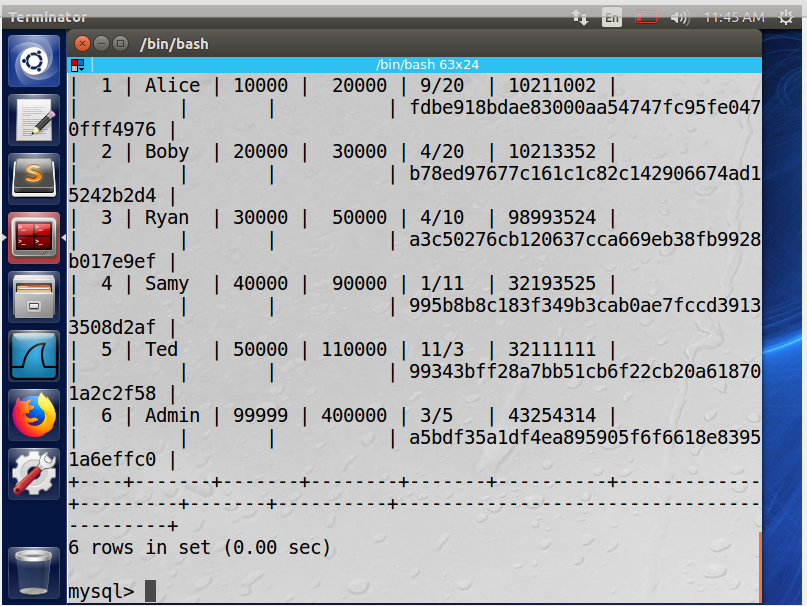 Terminator
En
11:45 AM
/bin/bash
/bin/bash 63x24
|  1 | Alice | 10000 |  20000 | 9/20  | 10211002 |
|         |       |          | fdbe918bdae83000aa54747fc95fe047
0fff4976 |
|  2 | Boby  | 20000 |  30000 | 4/20  | 10213352 |
|         |       |          | b78ed97677c161c1c82c142906674ad1
5242b2d4 |
|  3 | Ryan  | 30000 |  50000 | 4/10  | 98993524 |
|         |       |          | a3c50276cb120637cca669eb38fb9928
b017e9ef |
|  4 | Samy  | 40000 |  90000 | 1/11  | 32193525 |
|         |       |          | 995b8b8c183f349b3cab0ae7fccd3913
3508d2af |
|  5 | Ted   | 50000 | 110000 | 11/3  | 32111111 |
|         |       |          | 99343bff28a7bb51cb6f22cb20a61870
1a2c2f58 |
|  6 | Admin | 99999 | 400000 | 3/5   | 43254314 |
|         |       |          | a5bdf35a1df4ea895905f6f6618e8395
1a6effc0 |
+----+-------+-------+--------+-------+----------+-------------
+---------+-------+----------+---------------------------------
---------+
6 rows in set (0.00 sec)
mysql>